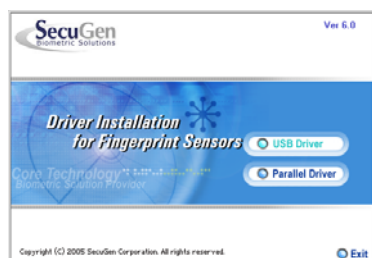 SecuGen
Biometric Solutions
Ver 6.0
Driver Installation
for Fingerprint Sensors
USB Driver
Parallel Driver
Core Technology
Biometric Solution Provider
Copyright (C) 2005 SecuGen Corporation. All rights reserved.
Exit